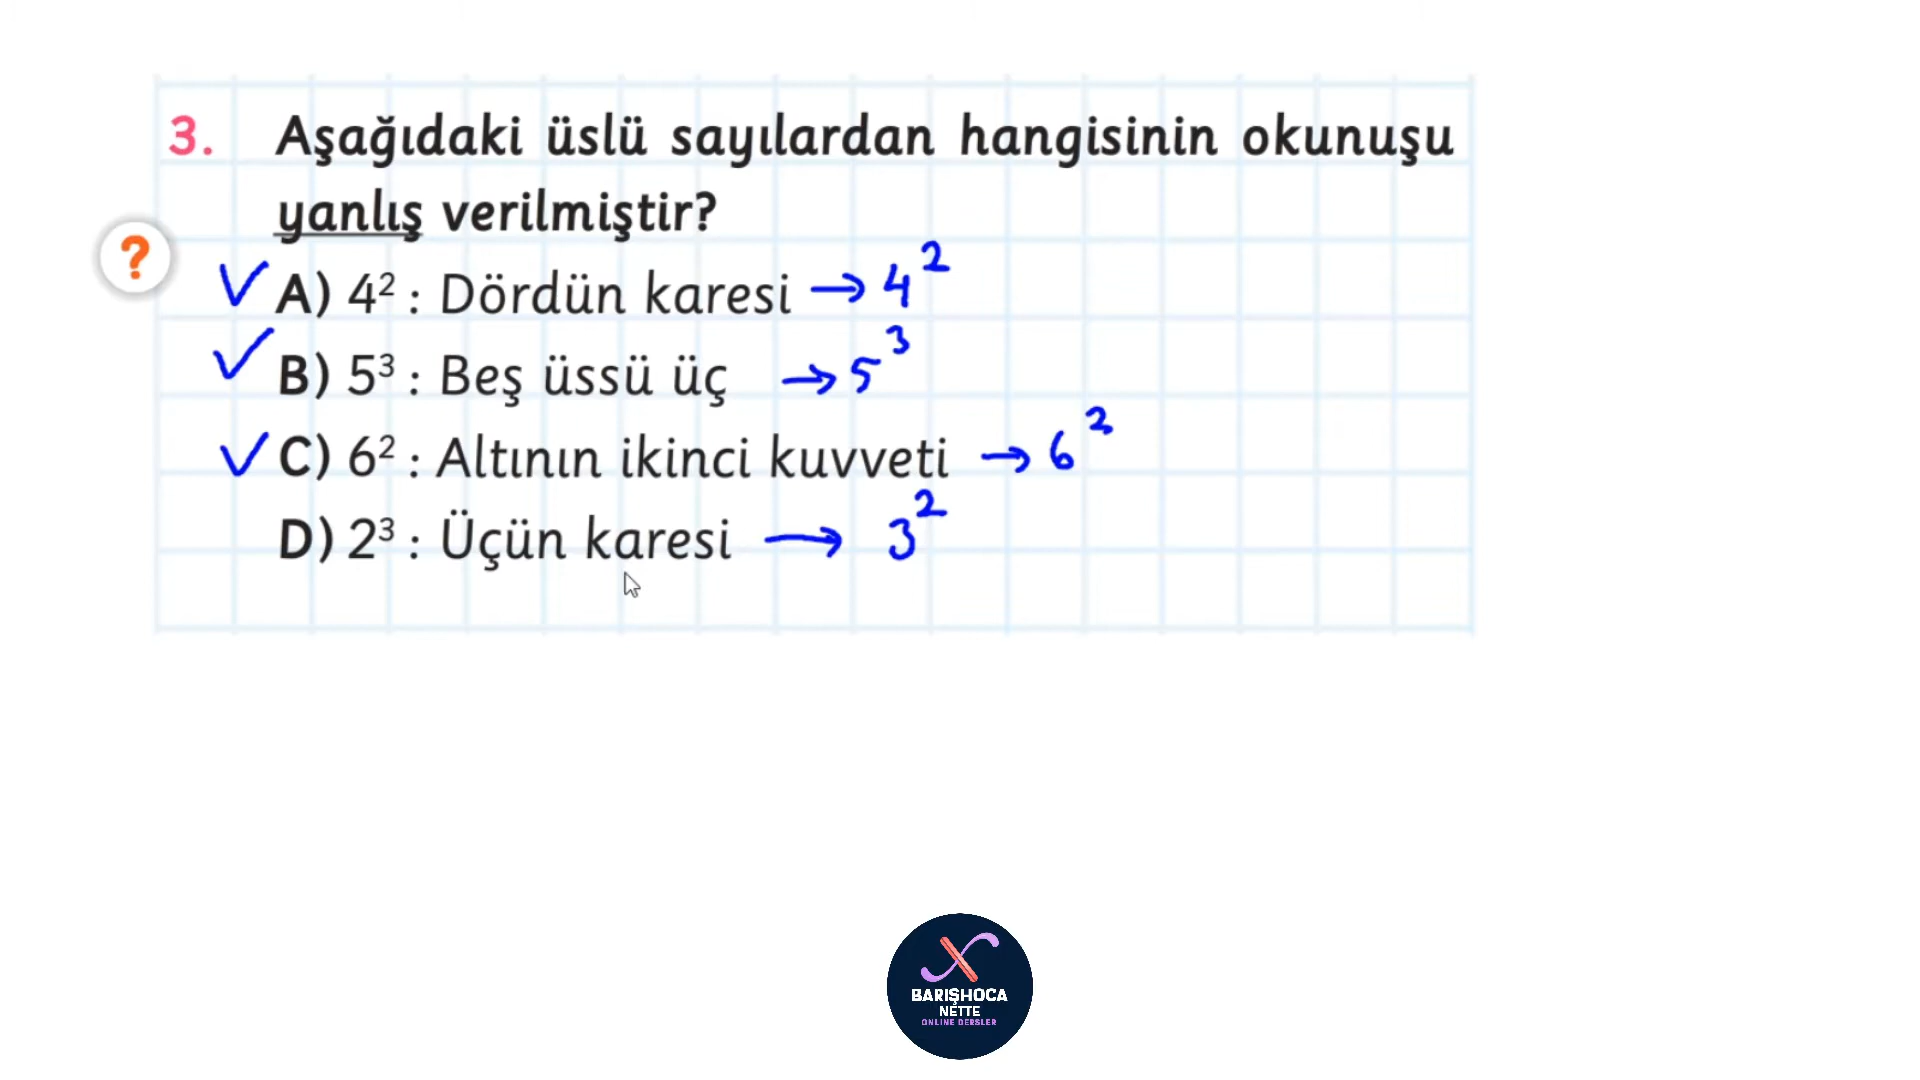 3. Aşağıdaki üslü sayılardan hangisinin okunuşu
yanlış verilmiştir?
?
✓ A) 4² : Dördün karesi → 4²
✓ B) 5³ : Beş üssü üç → 5³
✓ C) 6² : Altının ikinci kuvveti → 6²
D) 2³ : Üçün karesi → 3²
BARIŞHOCA
NETTE
ONLINE DERSLER